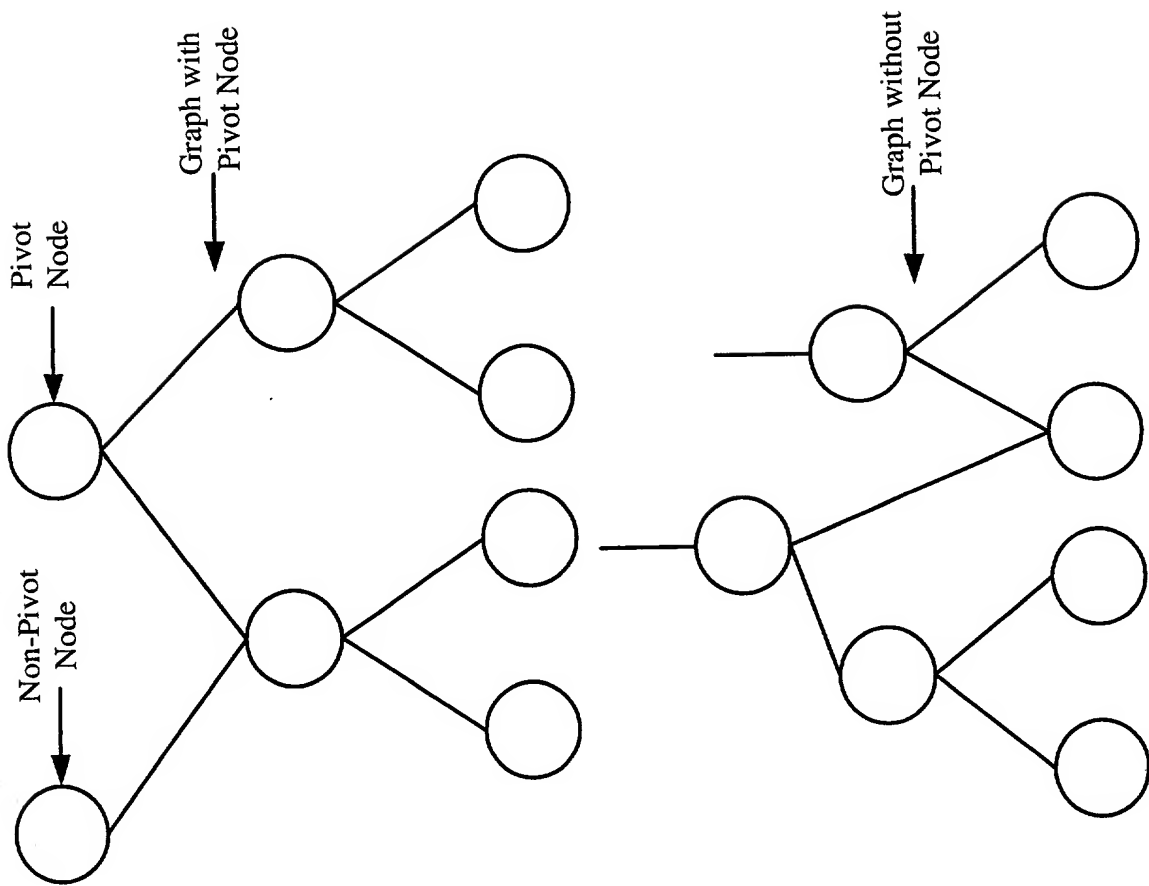 Non-Pivot
Node
Pivot
Node
Graph with
Pivot Node
Graph without
Pivot Node